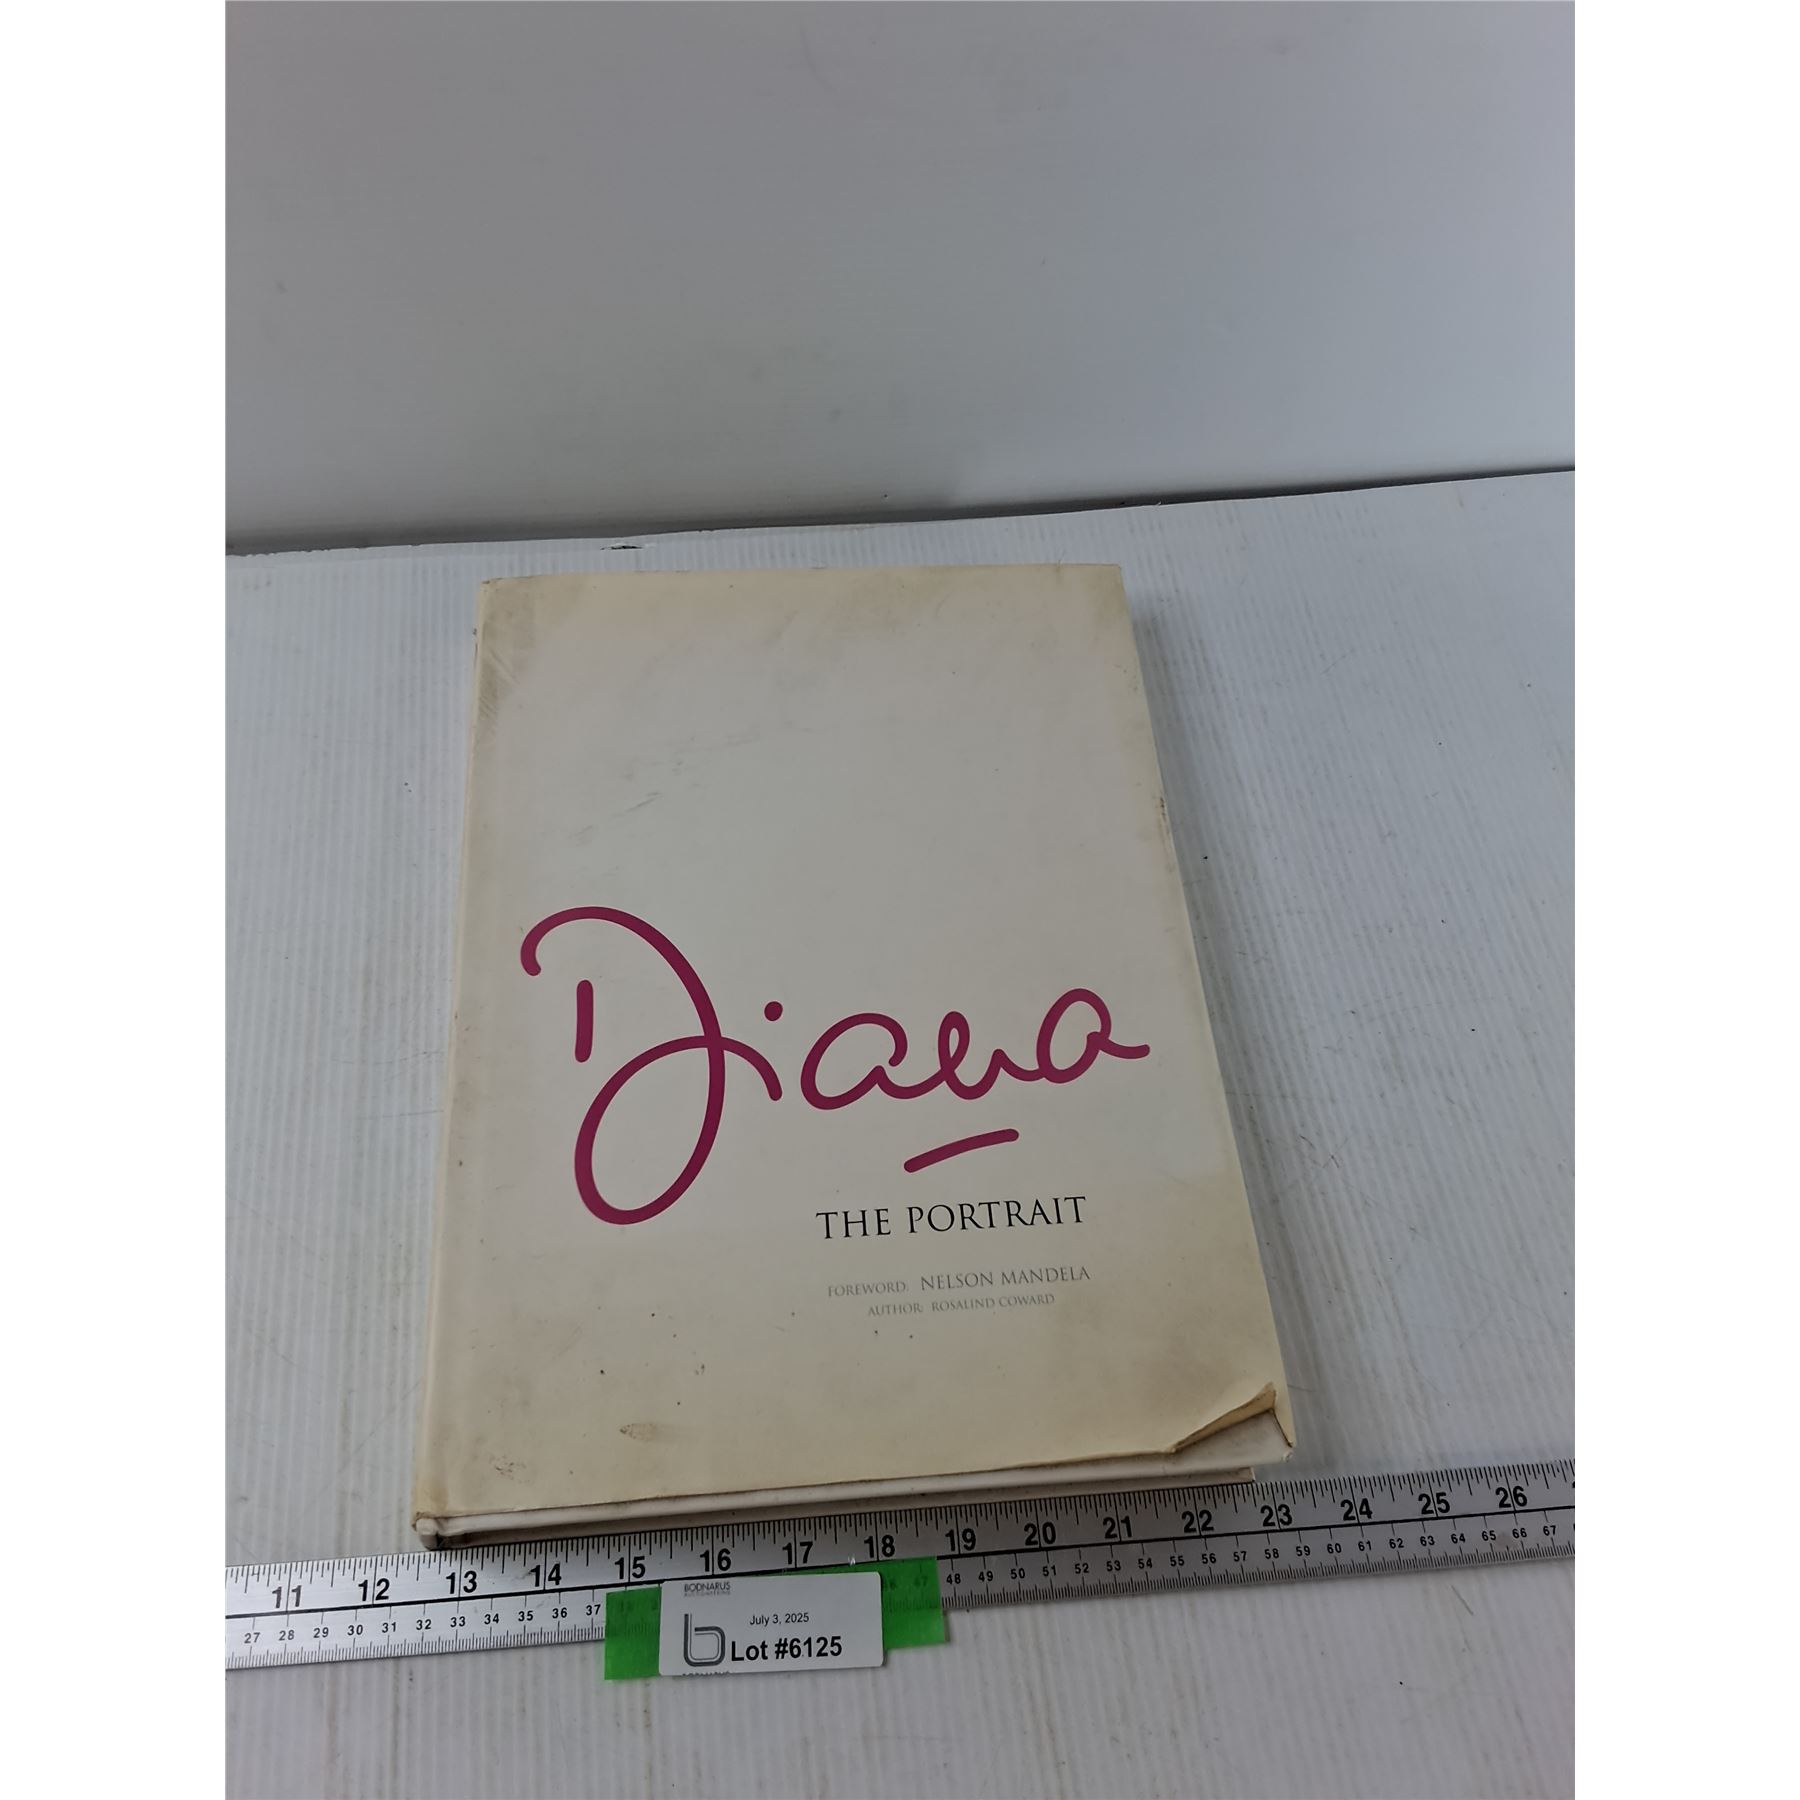 Diana
THE PORTRAIT
FOREWORD: NELSON MANDELA
AUTHOR: ROSALIND COWARD
11 12 13 14 15 16 17 18 19 20 21 22 23 24 25 26
27 28 29 30 31 32 33 34 35 36 37 46 47 48 49 50 51 52 53 54 55 56 57 58 59 60 61 62 63 64 65 66 67
BODNARUS
AUCTIONEERING
July 3, 2025
Lot #6125